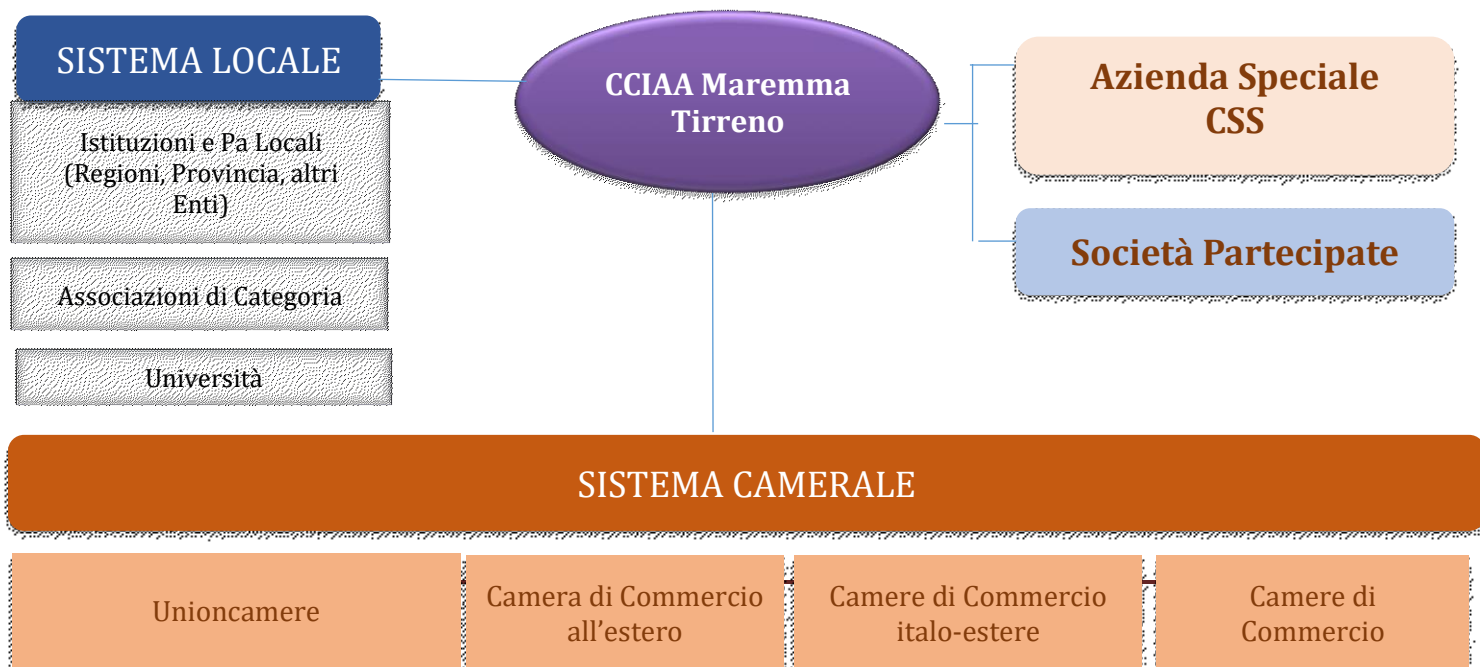 SISTEMA LOCALE
Istituzioni e Pa Locali
(Regioni, Provincia, altri
Enti)
Associazioni di Categoria
Università
CCIAA Maremma
Tirreno
Azienda Speciale
CSS
Società Partecipate
SISTEMA CAMERALE
Unioncamere
Camera di Commercio
all’estero
Camere di Commercio
italo-estere
Camere di
Commercio